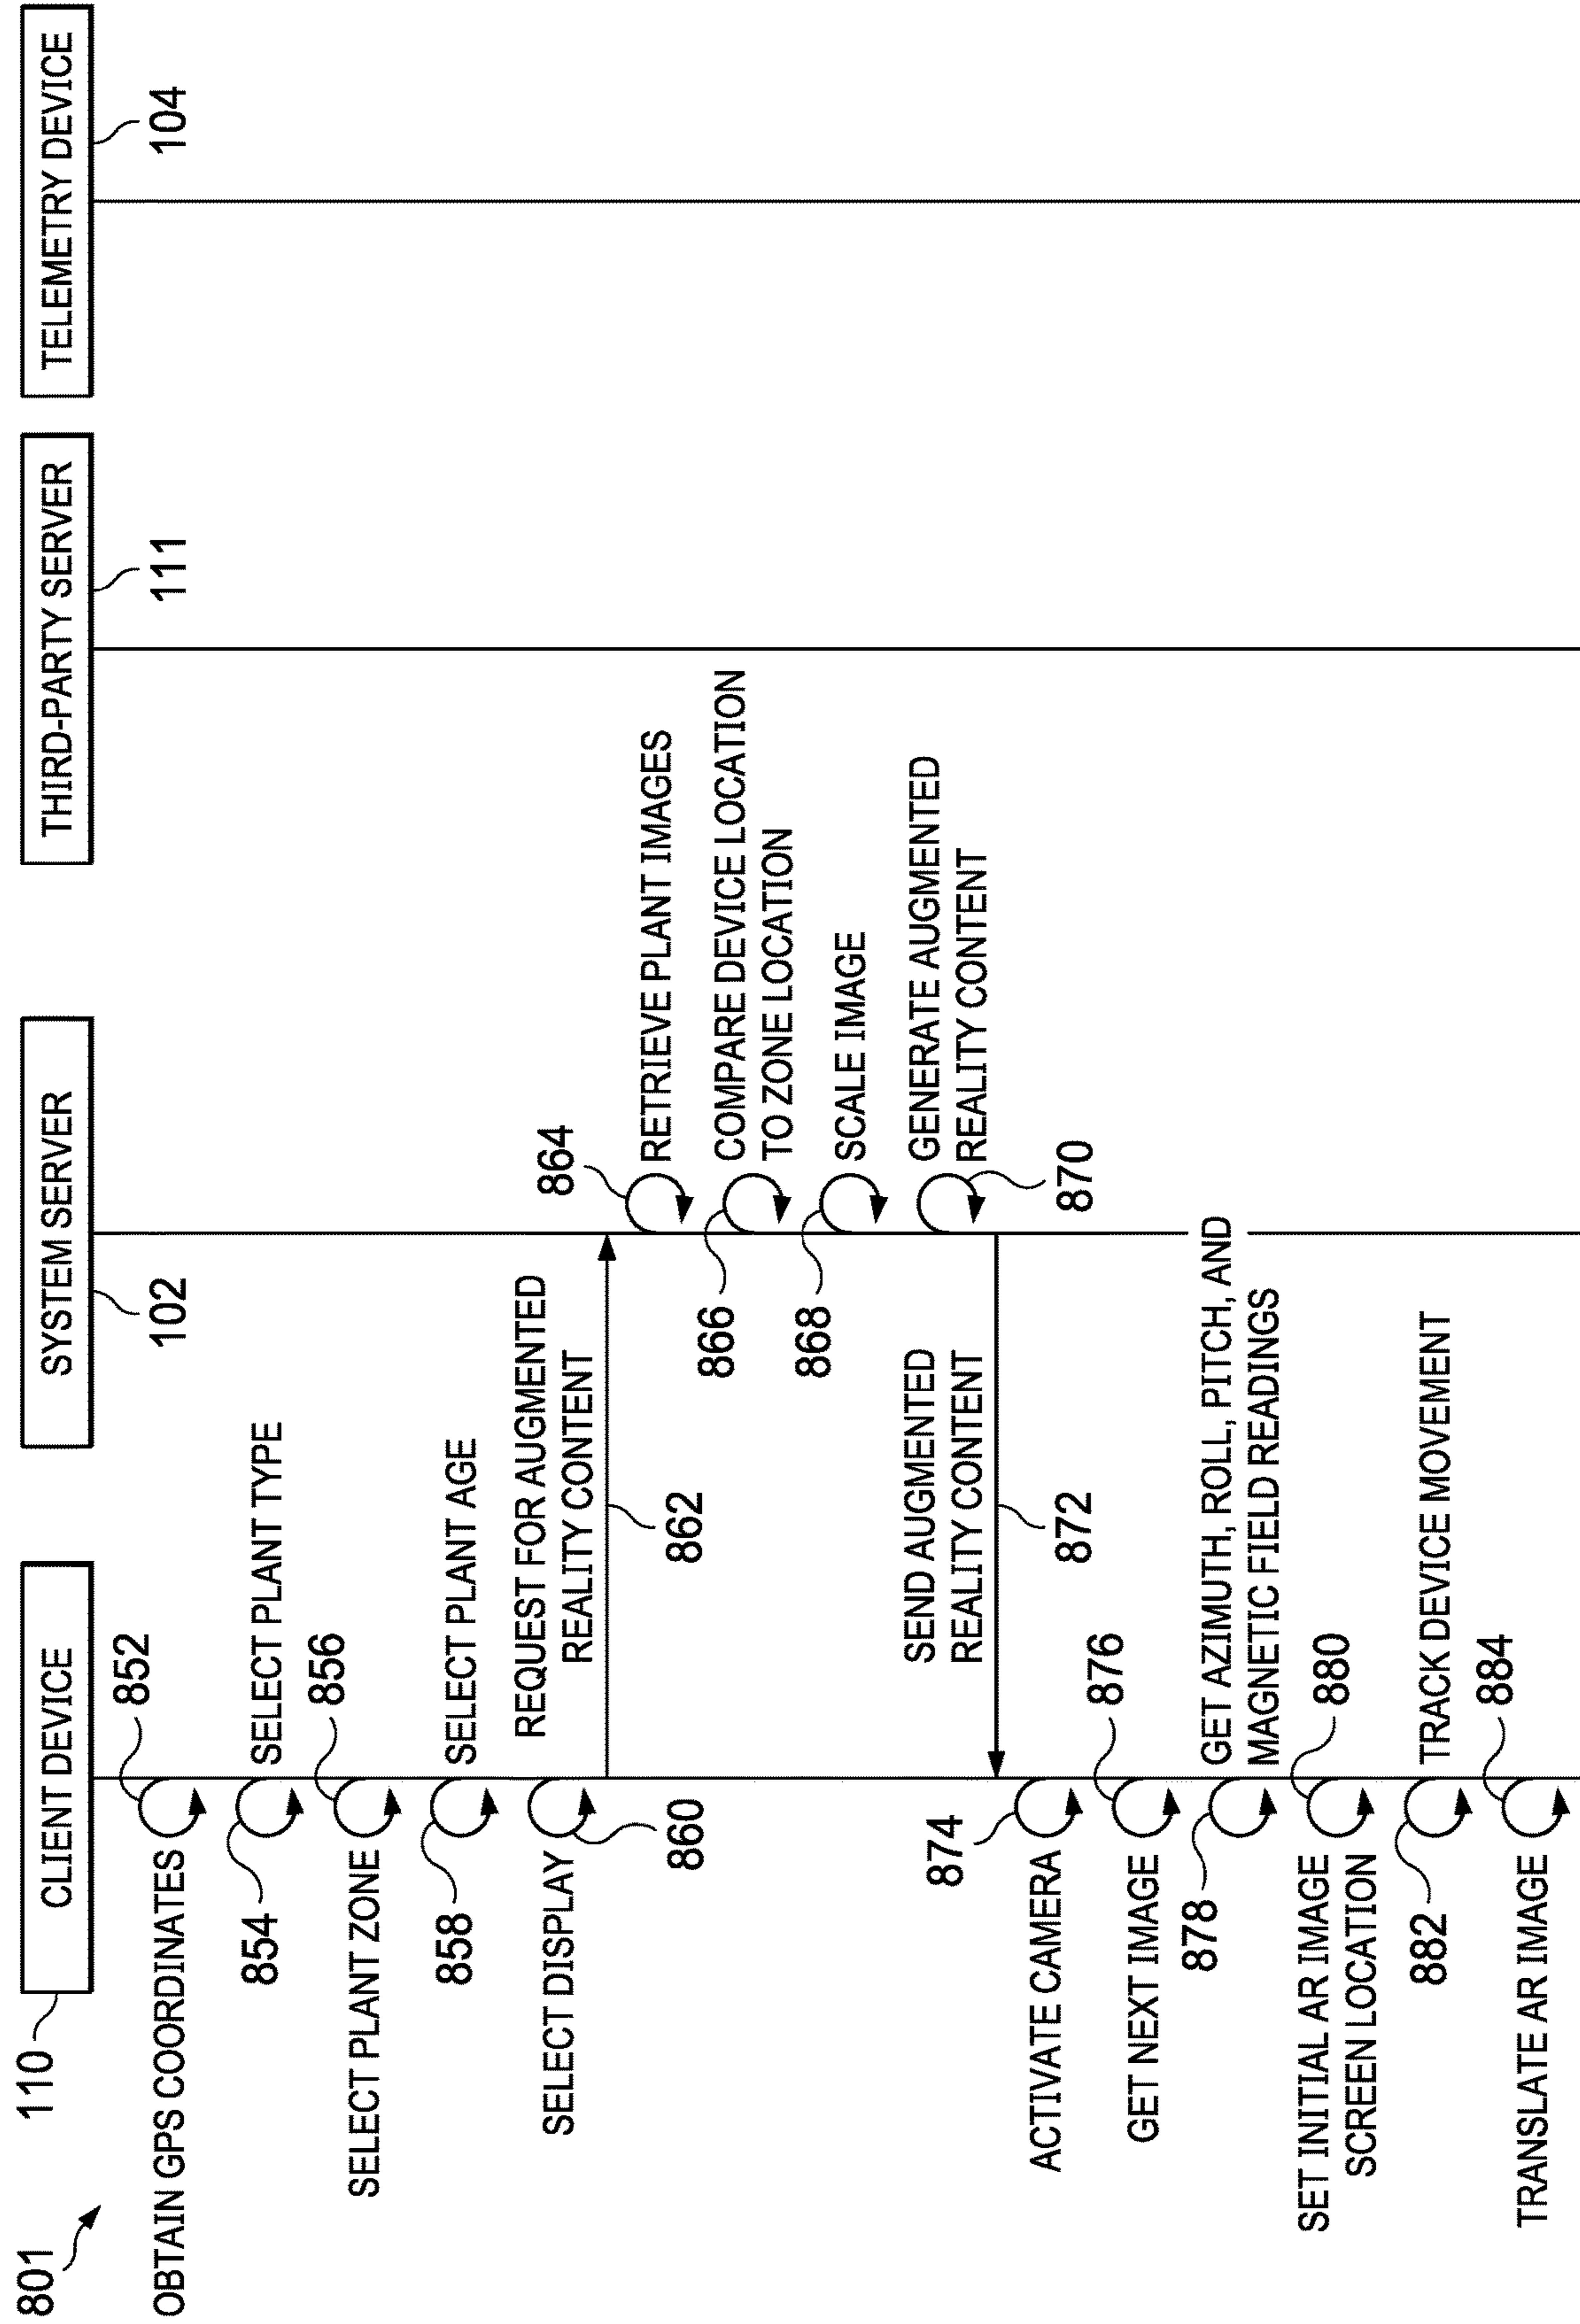 801
110
CLIENT DEVICE
SYSTEM SERVER
102
THIRD-PARTY SERVER
111
TELEMETRY DEVICE
104
OBTAIN GPS COORDINATES
852
854
SELECT PLANT TYPE
SELECT PLANT ZONE
856
858
SELECT PLANT AGE
SELECT DISPLAY
860
REQUEST FOR AUGMENTED
REALITY CONTENT
862
864
RETRIEVE PLANT IMAGES
866
COMPARE DEVICE LOCATION
TO ZONE LOCATION
868
SCALE IMAGE
GENERATE AUGMENTED
REALITY CONTENT
870
SEND AUGMENTED
REALITY CONTENT
872
874
ACTIVATE CAMERA
GET NEXT IMAGE
876
878
GET AZIMUTH, ROLL, PITCH, AND
MAGNETIC FIELD READINGS
SET INITIAL AR IMAGE
SCREEN LOCATION
880
882
TRACK DEVICE MOVEMENT
TRANSLATE AR IMAGE
884